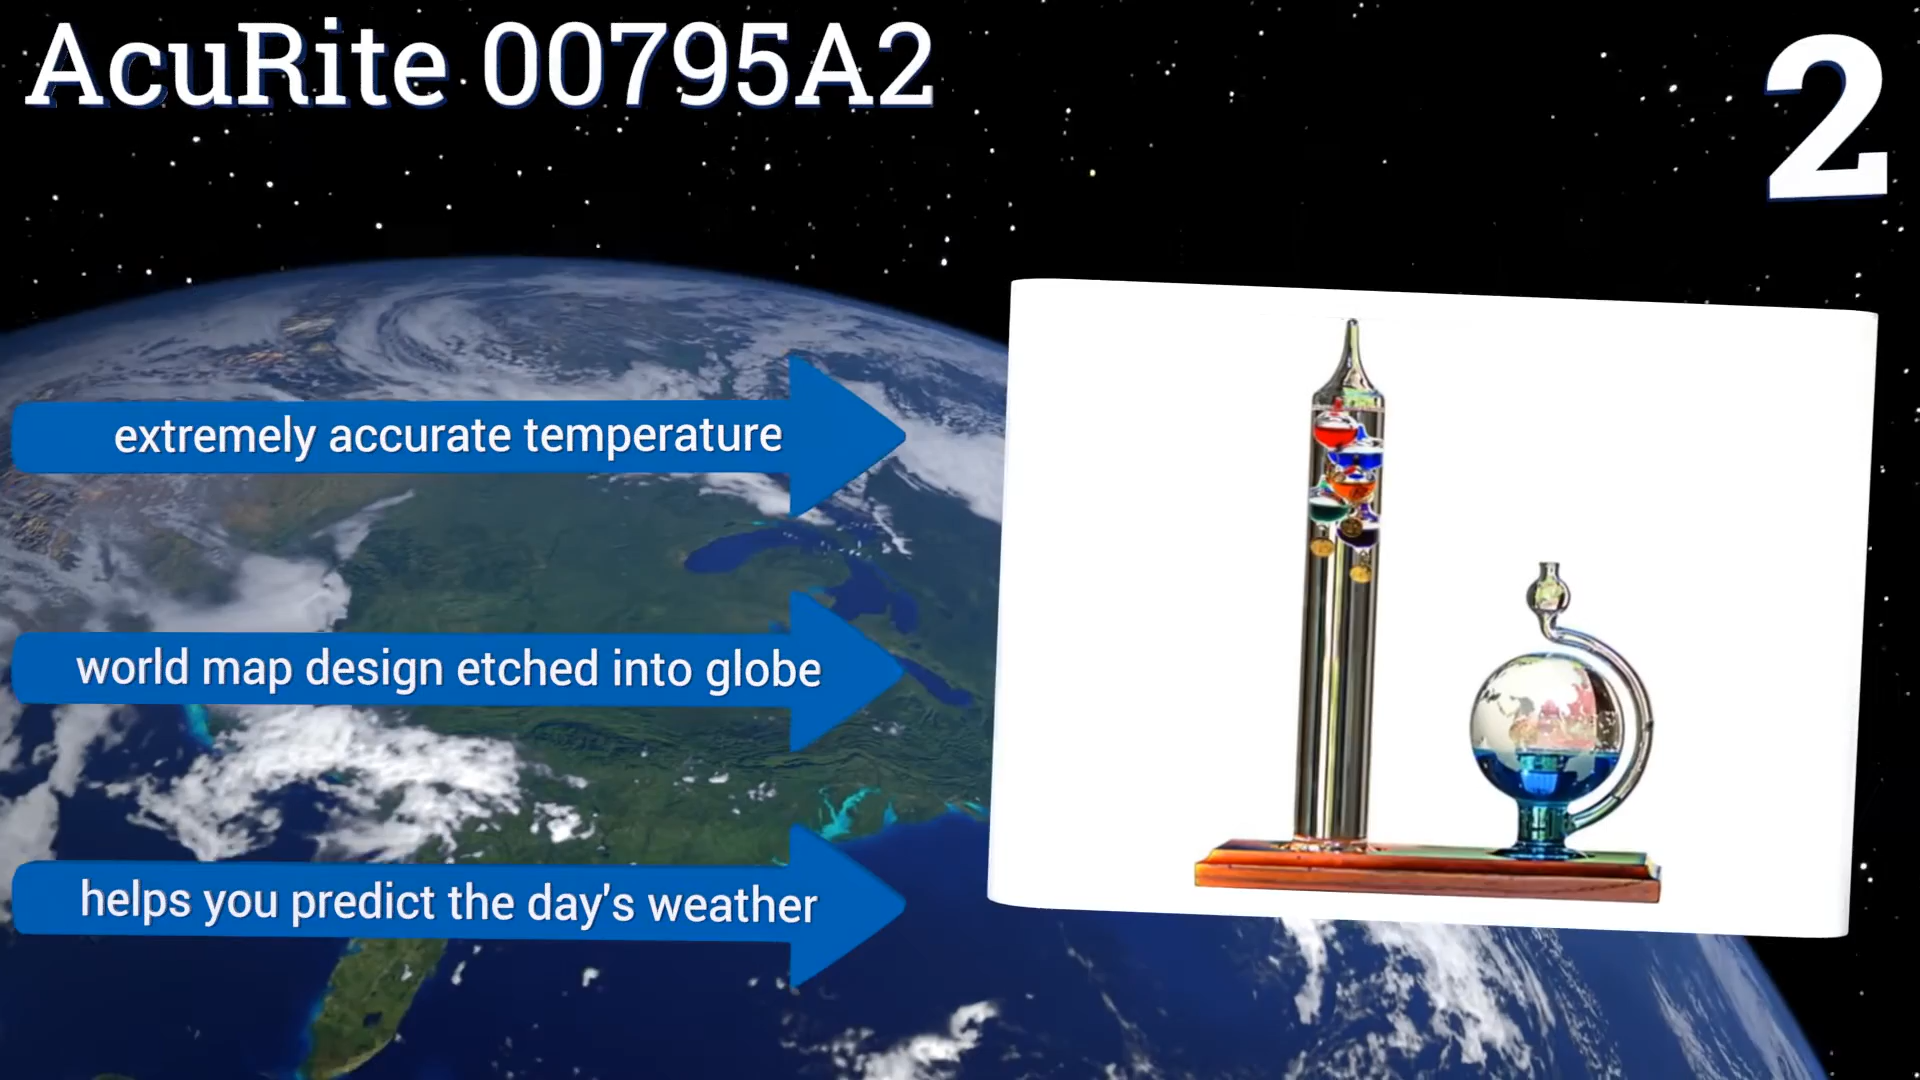 AcuRite 00795A2
2
extremely accurate temperature
world map design etched into globe
helps you predict the day's weather